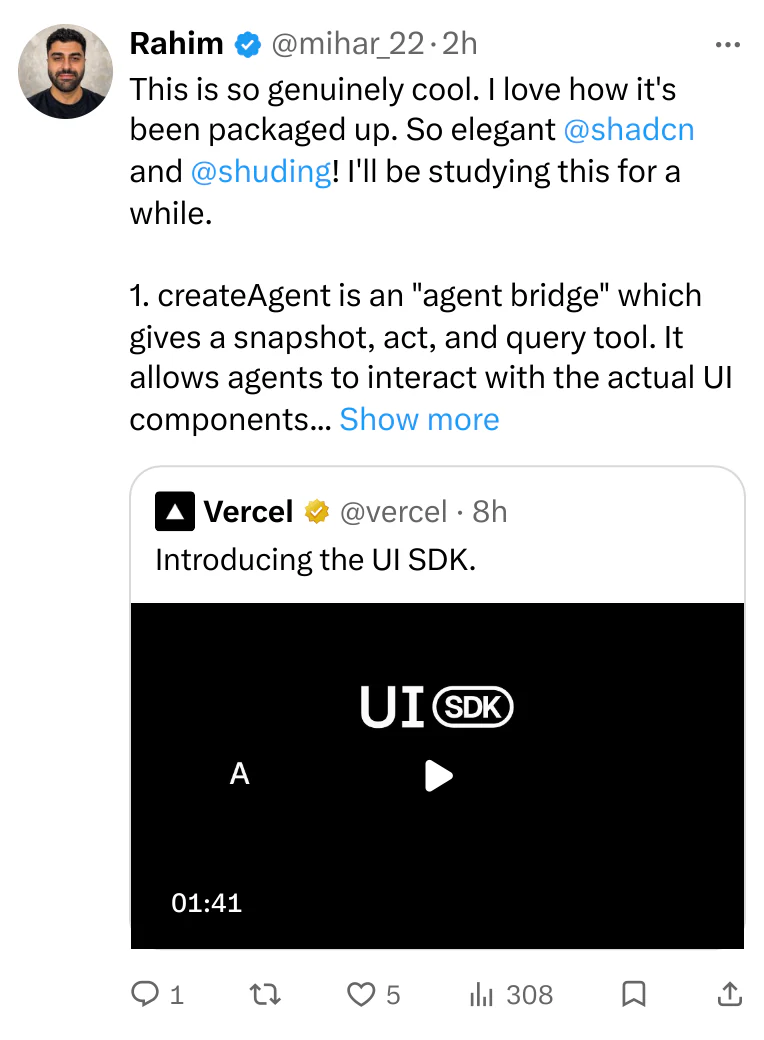 Rahim @mihar_22 · 2h
This is so genuinely cool. I love how it's
been packaged up. So elegant @shadcn
and @shuding! I'll be studying this for a
while.
1. createAgent is an "agent bridge" which
gives a snapshot, act, and query tool. It
allows agents to interact with the actual UI
components... Show more
Vercel @vercel · 8h
Introducing the UI SDK.
UI SDK
A
01:41
1 5 308